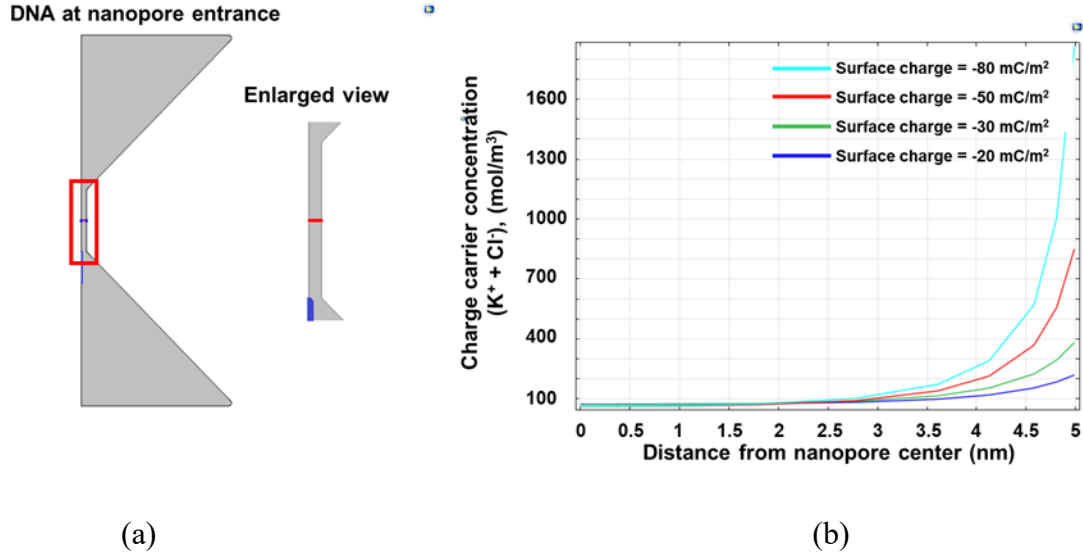 DNA at nanopore entrance
Enlarged view
Charge carrier concentration
(K⁺ + Cl⁻), (mol/m³)
1600
1300
1000
700
400
100
Surface charge = -80 mC/m²
Surface charge = -50 mC/m²
Surface charge = -30 mC/m²
Surface charge = -20 mC/m²
0 0.5 1 1.5 2 2.5 3 3.5 4 4.5 5
Distance from nanopore center (nm)
(a) (b)